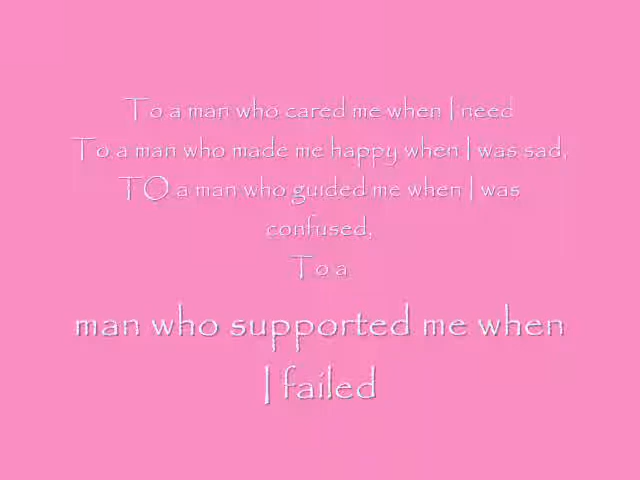 To a man who cared me when I need
To a man who made me happy when I was sad,
TO a man who guided me when I was
confused,
To a
man who supported me when
I failed